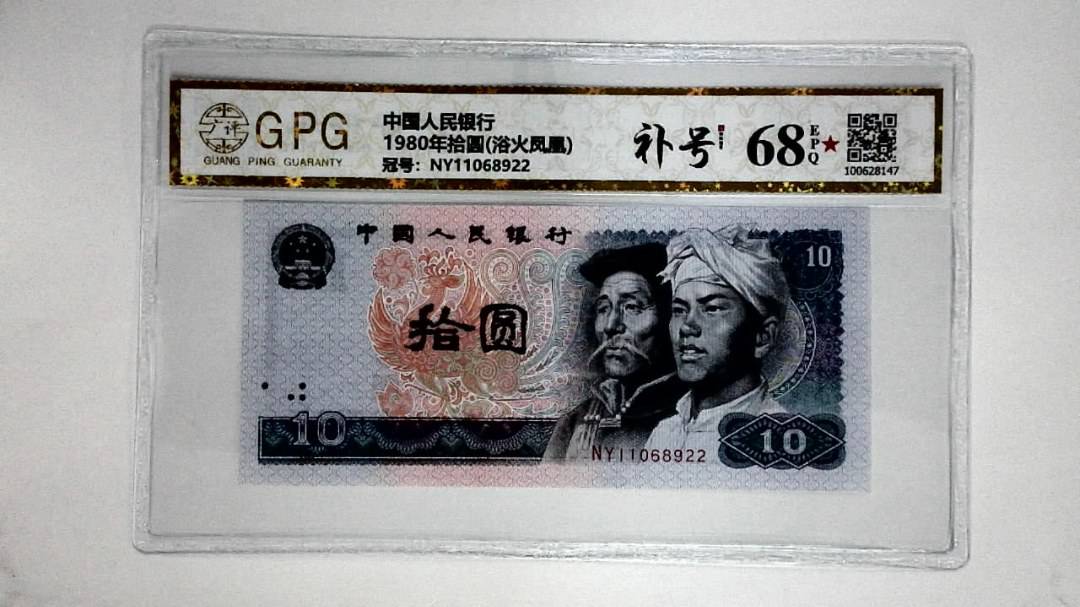 广评
GPG
GUANG PING GUARANTY
中国人民银行
1980年拾圆(浴火凤凰)
冠号: NY11068922
补号
68
EPQ
100628147
中国人民银行
10
拾圆
10
NY11068922
10